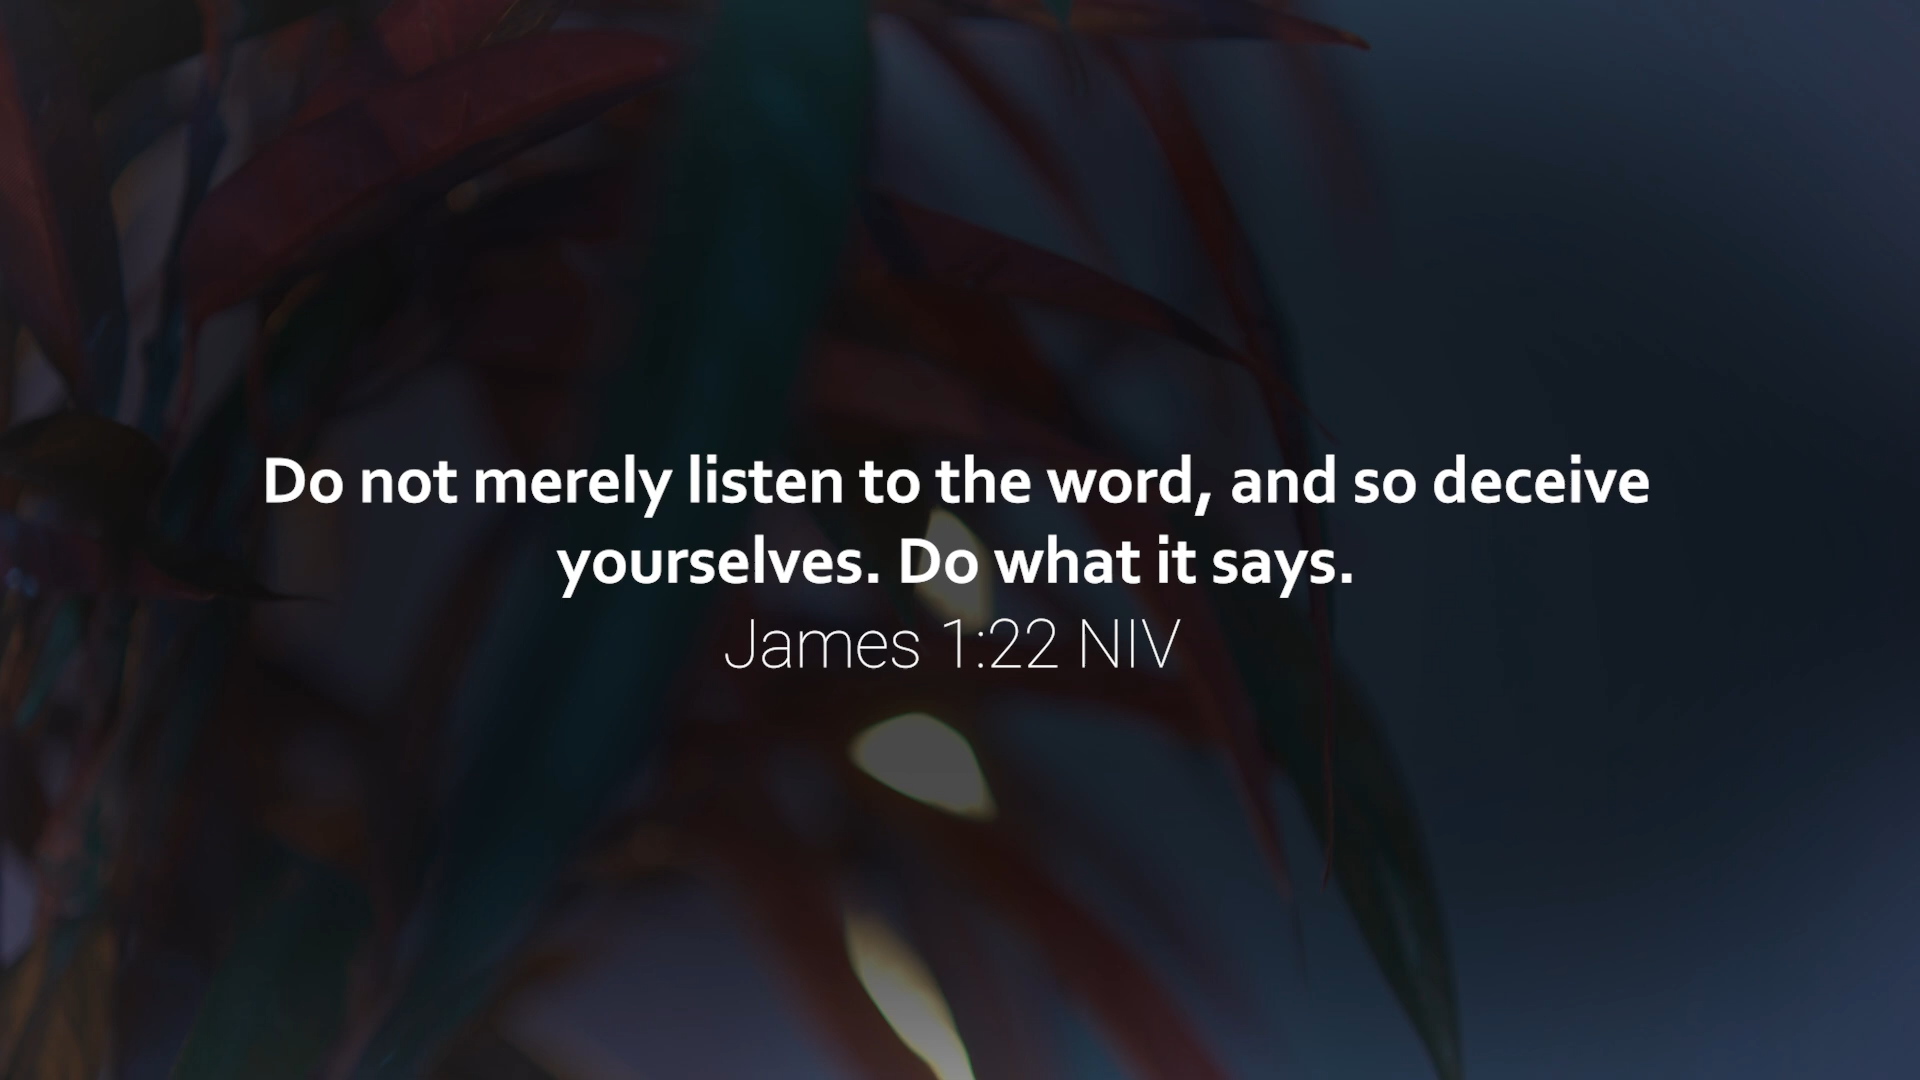 Do not merely listen to the word, and so deceive
yourselves. Do what it says.
James 1:22 NIV